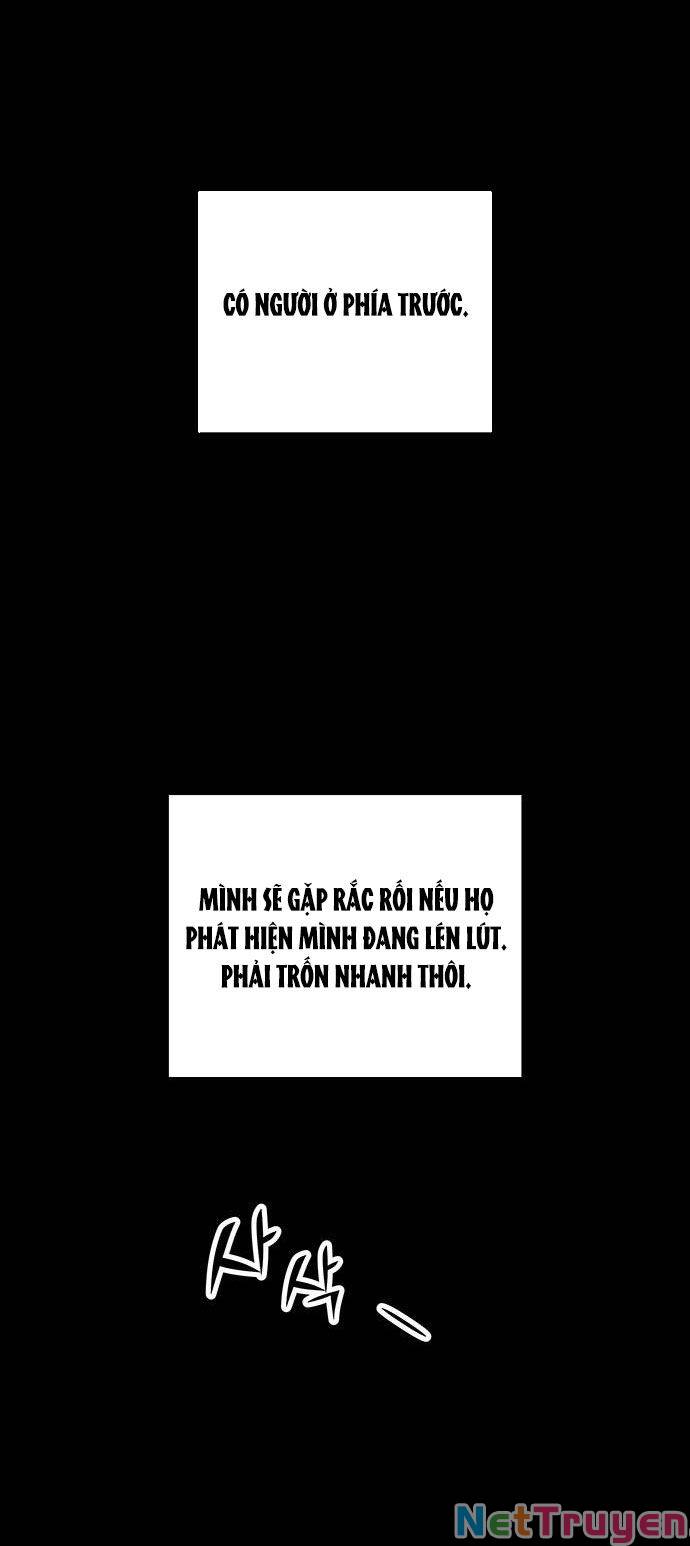 CÓ NGƯỜI Ở PHÍA TRƯỚC.
MÌNH SẼ GẶP RẮC RỐI NẾU HỌ
PHÁT HIỆN MÌNH ĐANG LÉN LÚT.
PHẢI TRỐN NHANH THÔI.
사삭-
NetTruyen